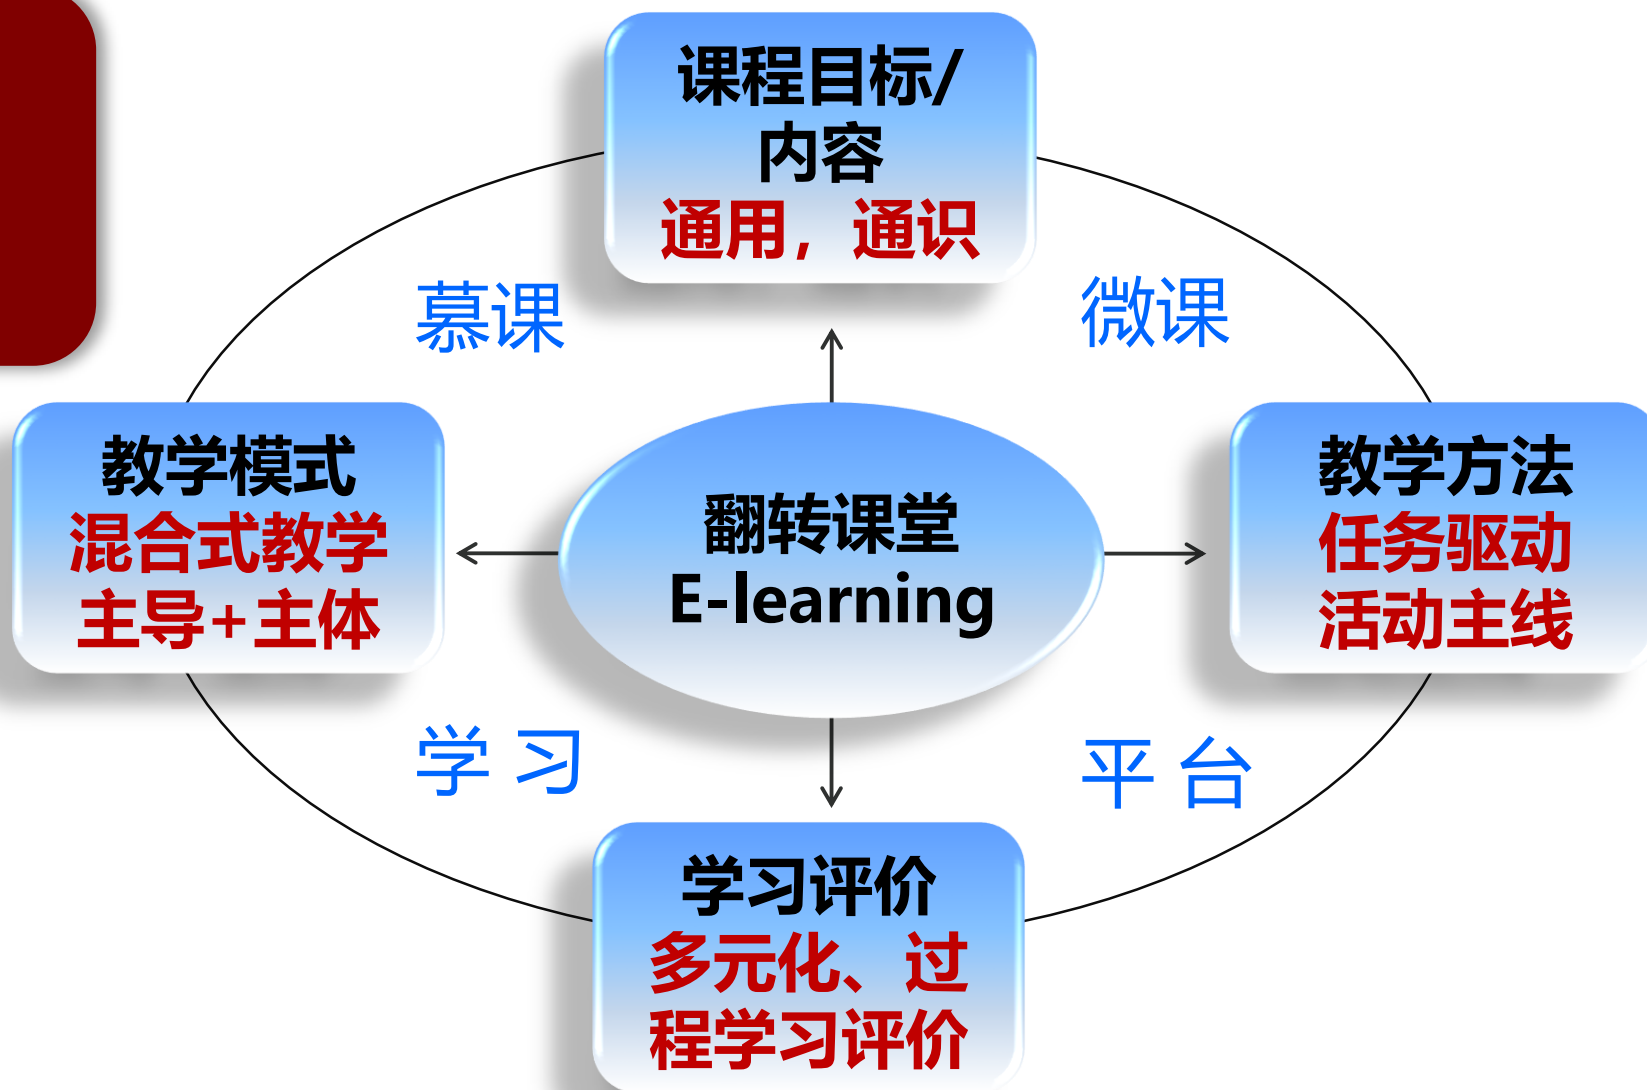 课程目标/
内容
通用，通识
慕课
微课
教学模式
混合式教学
主导+主体
翻转课堂
E-learning
教学方法
任务驱动
活动主线
学 习
平 台
学习评价
多元化、过
程学习评价